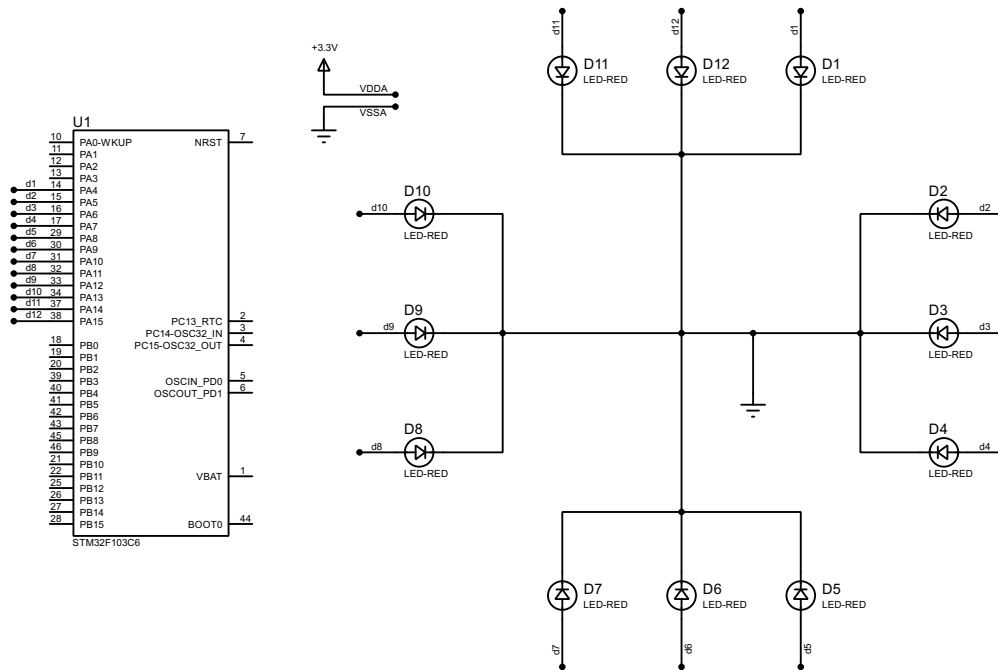 d11
d12
d1
D11
LED-RED
D12
LED-RED
D1
LED-RED
+3.3V
VDDA
VSSA
U1
10 PA0-WKUP NRST 7
11 PA1
12 PA2
13 PA3
d1 14 PA4
d2 15 PA5
d3 16 PA6
d4 17 PA7
d5 29 PA8
d6 30 PA9
d7 31 PA10
d8 32 PA11
d9 33 PA12
d10 34 PA13
d11 37 PA14
d12 38 PA15 PC13_RTC 2
PC14-OSC32_IN 3
18 PB0 PC15-OSC32_OUT 4
19 PB1
20 PB2
39 PB3 OSCIN_PD0 5
40 PB4 OSCOUT_PD1 6
41 PB5
42 PB6
43 PB7
45 PB8
46 PB9
21 PB10
22 PB11 VBAT 1
25 PB12
26 PB13
27 PB14
28 PB15 BOOT0 44
STM32F103C6
D10
d10
LED-RED
D2
d2
LED-RED
D9
d9
LED-RED
D3
d3
LED-RED
D8
d8
LED-RED
D4
d4
LED-RED
D7
LED-RED
D6
LED-RED
D5
LED-RED
d7
d6
d5